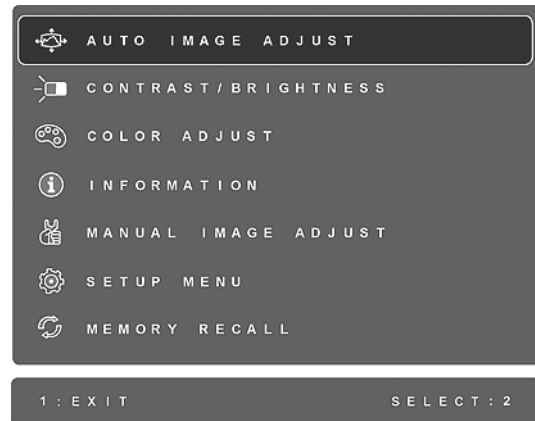 AUTO IMAGE ADJUST
CONTRAST/BRIGHTNESS
COLOR ADJUST
INFORMATION
MANUAL IMAGE ADJUST
SETUP MENU
MEMORY RECALL
1:EXIT SELECT:2